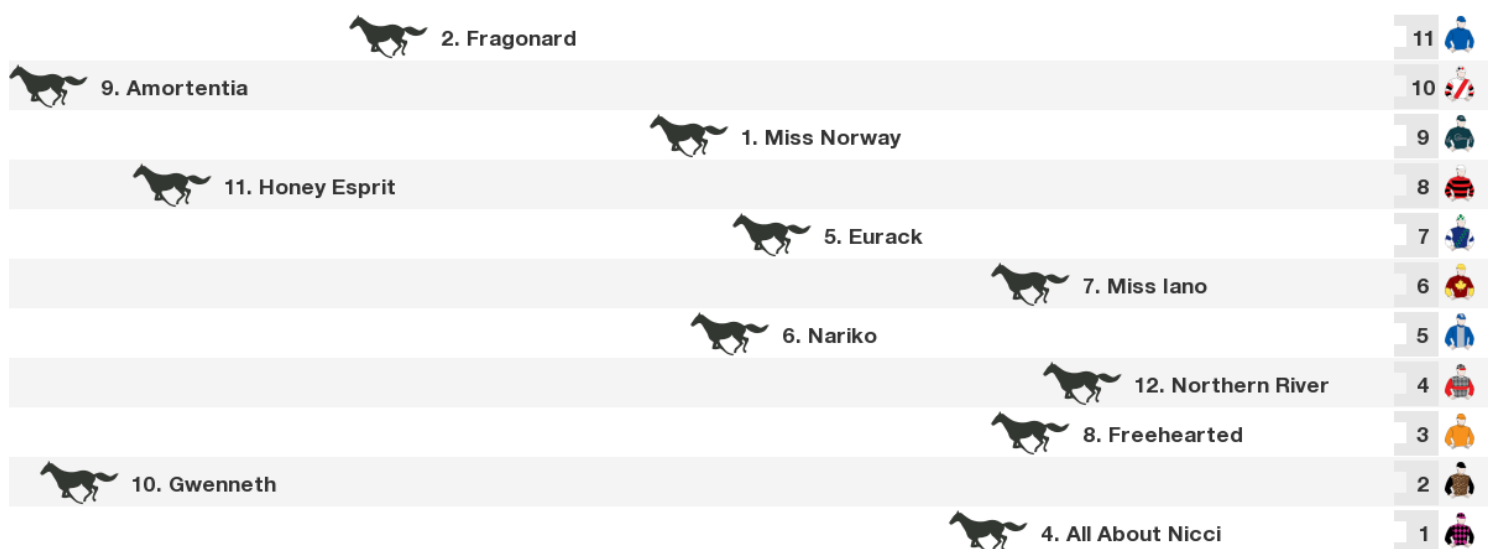 2. Fragonard 11
9. Amortentia 10
1. Miss Norway 9
11. Honey Esprit 8
5. Eurack 7
7. Miss Iano 6
6. Nariko 5
12. Northern River 4
8. Freehearted 3
10. Gwenneth 2
4. All About Nicci 1